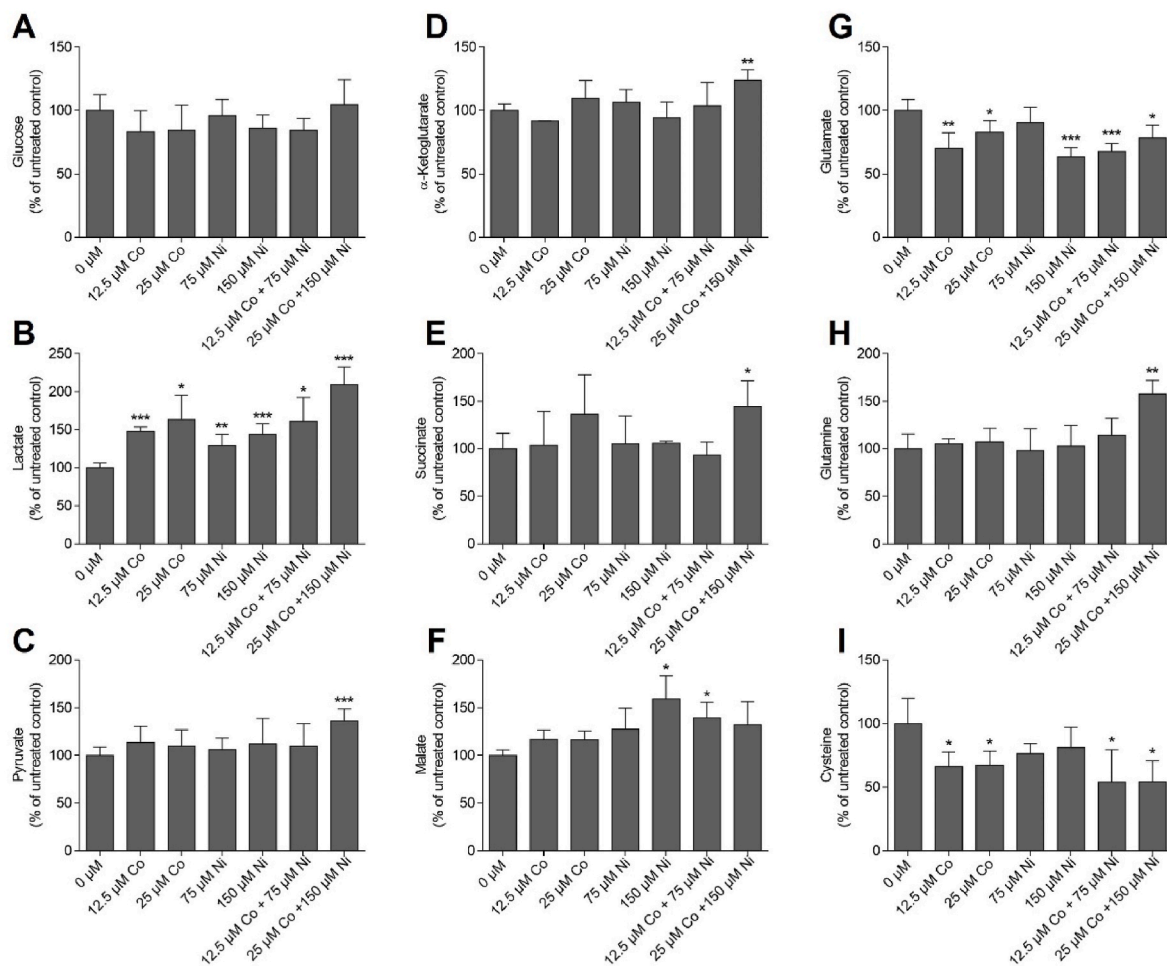 A
Glucose
(% of untreated control)
150
100
50
0
0 µM
12.5 µM Co
25 µM Co
75 µM Ni
150 µM Ni
12.5 µM Co + 75 µM Ni
25 µM Co +150 µM Ni
B
Lactate
(% of untreated control)
250
200
150
100
50
0
***
*
**
***
*
***
0 µM
12.5 µM Co
25 µM Co
75 µM Ni
150 µM Ni
12.5 µM Co + 75 µM Ni
25 µM Co +150 µM Ni
C
Pyruvate
(% of untreated control)
200
150
100
50
0
***
0 µM
12.5 µM Co
25 µM Co
75 µM Ni
150 µM Ni
12.5 µM Co + 75 µM Ni
25 µM Co +150 µM Ni
D
α-Ketoglutarate
(% of untreated control)
150
100
50
0
**
0 µM
12.5 µM Co
25 µM Co
75 µM Ni
150 µM Ni
12.5 µM Co + 75 µM Ni
25 µM Co +150 µM Ni
E
Succinate
(% of untreated control)
200
150
100
50
0
*
0 µM
12.5 µM Co
25 µM Co
75 µM Ni
150 µM Ni
12.5 µM Co + 75 µM Ni
25 µM Co +150 µM Ni
F
Malate
(% of untreated control)
200
150
100
50
0
*
*
0 µM
12.5 µM Co
25 µM Co
75 µM Ni
150 µM Ni
12.5 µM Co + 75 µM Ni
25 µM Co +150 µM Ni
G
Glutamate
(% of untreated control)
150
100
50
0
**
*
***
***
*
0 µM
12.5 µM Co
25 µM Co
75 µM Ni
150 µM Ni
12.5 µM Co + 75 µM Ni
25 µM Co +150 µM Ni
H
Glutamine
(% of untreated control)
200
150
100
50
0
**
0 µM
12.5 µM Co
25 µM Co
75 µM Ni
150 µM Ni
12.5 µM Co + 75 µM Ni
25 µM Co +150 µM Ni
I
Cysteine
(% of untreated control)
150
100
50
0
*
*
*
*
0 µM
12.5 µM Co
25 µM Co
75 µM Ni
150 µM Ni
12.5 µM Co + 75 µM Ni
25 µM Co +150 µM Ni